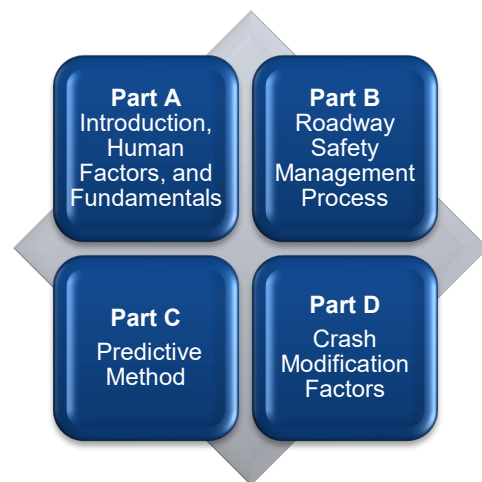 Part A
Introduction,
Human
Factors, and
Fundamentals
Part B
Roadway
Safety
Management
Process
Part C
Predictive
Method
Part D
Crash
Modification
Factors